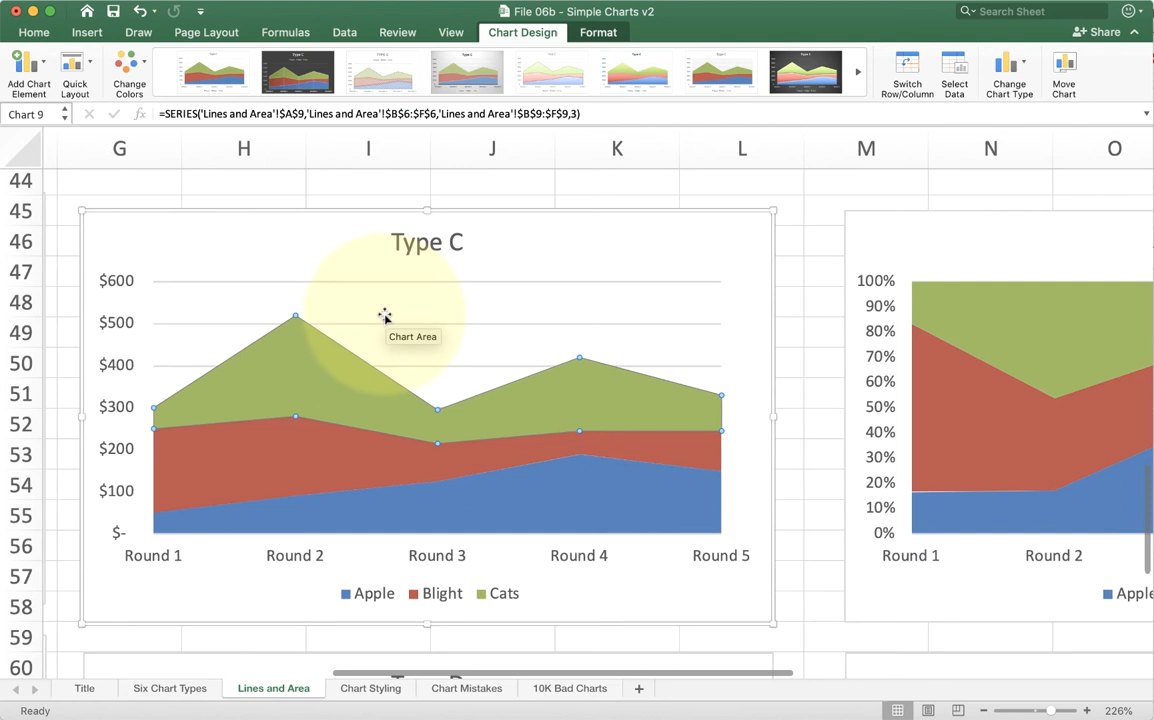 File 06b - Simple Charts v2
Search Sheet
Home Insert Draw Page Layout Formulas Data Review View Chart Design Format Share
Add Chart Element
Quick Layout
Change Colors
Switch Row/Column
Select Data
Change Chart Type
Move Chart
Chart 9 fx =SERIES('Lines and Area'!$A$9,'Lines and Area'!$B$6:$F$6,'Lines and Area'!$B$9:$F$9,3)
G H I J K L M N O
44
45
46
47
48
49
50
51
52
53
54
55
56
57
58
59
60
Type C
$600
$500
$400
$300
$200
$100
$-
Round 1 Round 2 Round 3 Round 4 Round 5
Apple Blight Cats
Chart Area
100%
90%
80%
70%
60%
50%
40%
30%
20%
10%
0%
Round 1 Round 2
Apple
Title Six Chart Types Lines and Area Chart Styling Chart Mistakes 10K Bad Charts +
Ready 226%